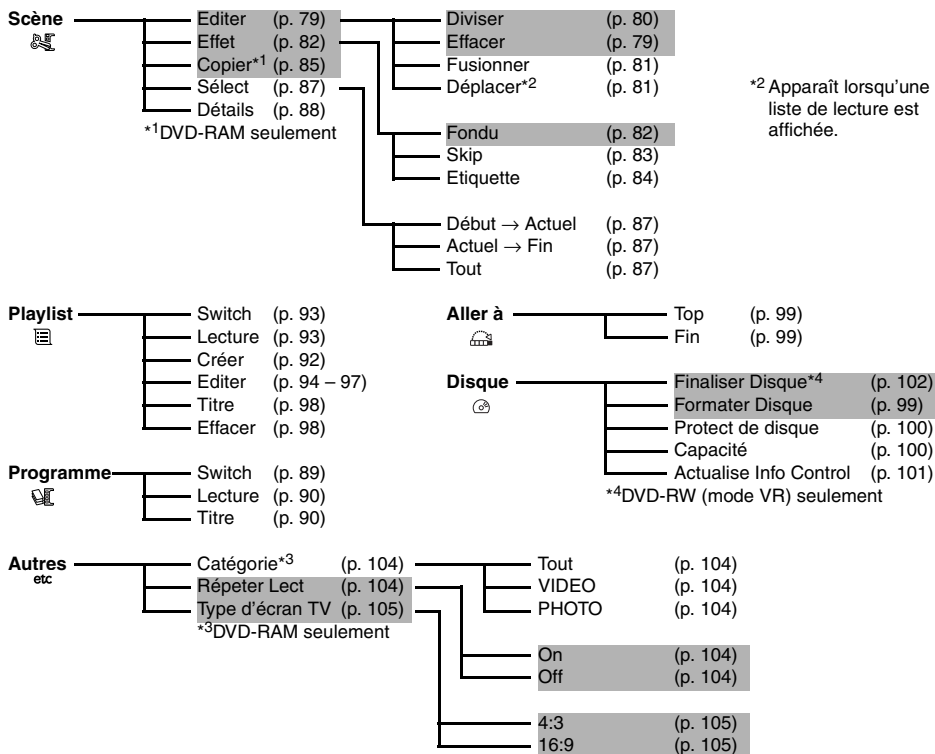 Scène
Editer (p. 79)
Effet (p. 82)
Copier*1 (p. 85)
Sélect (p. 87)
Détails (p. 88)
*1DVD-RAM seulement
Diviser (p. 80)
Effacer (p. 79)
Fusionner (p. 81)
Déplacer*2 (p. 81)
*2 Apparaît lorsqu'une
liste de lecture est
affichée.
Fondu (p. 82)
Skip (p. 83)
Etiquette (p. 84)
Début → Actuel (p. 87)
Actuel → Fin (p. 87)
Tout (p. 87)
Playlist
Switch (p. 93)
Lecture (p. 93)
Créer (p. 92)
Editer (p. 94 – 97)
Titre (p. 98)
Effacer (p. 98)
Aller à
Top (p. 99)
Fin (p. 99)
Disque
Finaliser Disque*4 (p. 102)
Formater Disque (p. 99)
Protect de disque (p. 100)
Capacité (p. 100)
Actualise Info Control (p. 101)
*4DVD-RW (mode VR) seulement
Programme
Switch (p. 89)
Lecture (p. 90)
Titre (p. 90)
Autres
etc
Catégorie*3 (p. 104)
Répeter Lect (p. 104)
Type d'écran TV (p. 105)
*3DVD-RAM seulement
Tout (p. 104)
VIDEO (p. 104)
PHOTO (p. 104)
On (p. 104)
Off (p. 104)
4:3 (p. 105)
16:9 (p. 105)